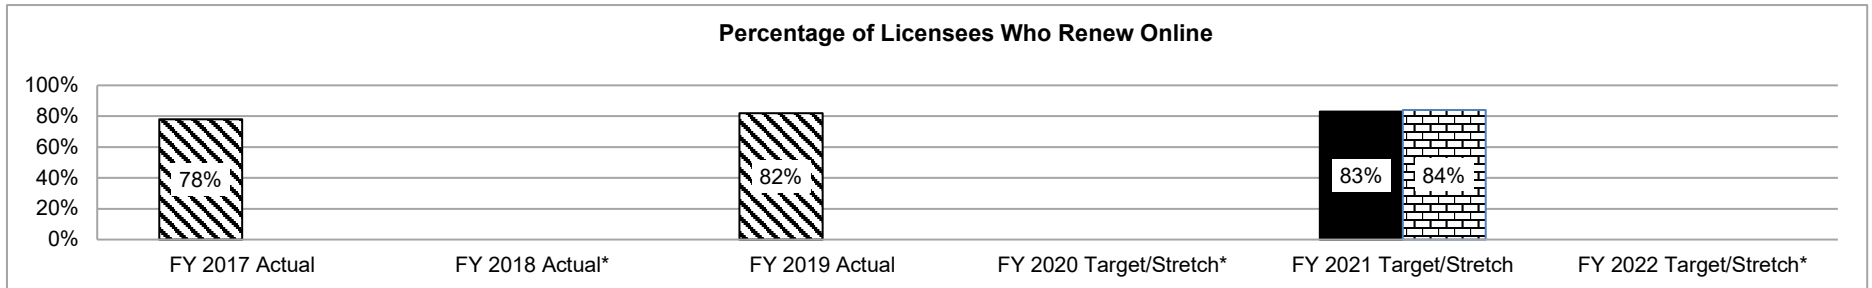 Percentage of Licensees Who Renew Online
100%
80%
60%
40%
20%
0%
78%
82%
83%
84%
FY 2017 Actual
FY 2018 Actual*
FY 2019 Actual
FY 2020 Target/Stretch*
FY 2021 Target/Stretch
FY 2022 Target/Stretch*